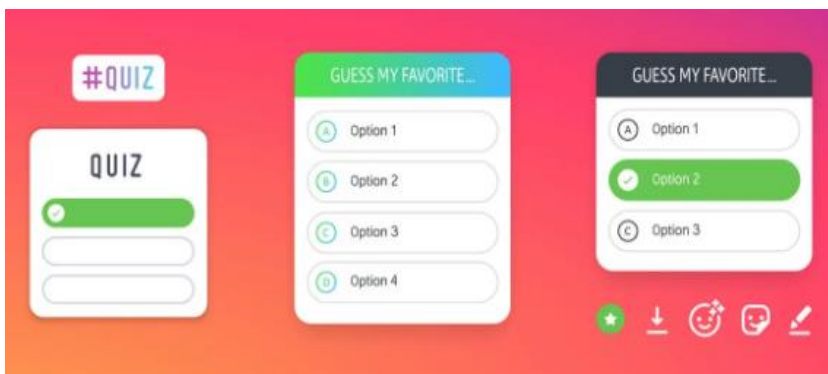 #QUIZ
QUIZ
GUESS MY FAVORITE...
A Option 1
B Option 2
C Option 3
D Option 4
GUESS MY FAVORITE...
A Option 1
Option 2
C Option 3